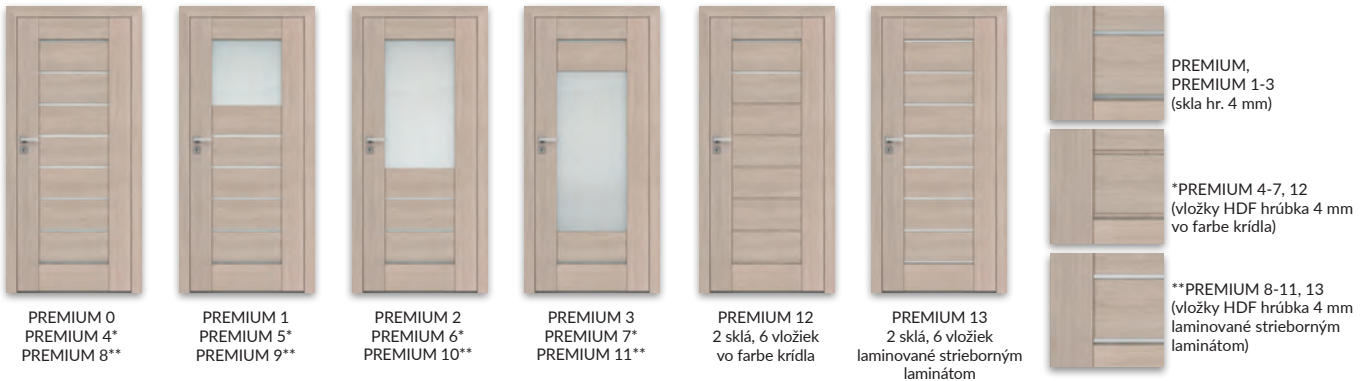 PREMIUM 0
PREMIUM 4*
PREMIUM 8**
PREMIUM 1
PREMIUM 5*
PREMIUM 9**
PREMIUM 2
PREMIUM 6*
PREMIUM 10**
PREMIUM 3
PREMIUM 7*
PREMIUM 11**
PREMIUM 12
2 sklá, 6 vložiek
vo farbe krídla
PREMIUM 13
2 sklá, 6 vložiek
laminované strieborným
laminátom
PREMIUM,
PREMIUM 1-3
(skla hr. 4 mm)
*PREMIUM 4-7, 12
(vložky HDF hrúbka 4 mm
vo farbe krídla)
**PREMIUM 8-11, 13
(vložky HDF hrúbka 4 mm
laminované strieborným
laminátom)